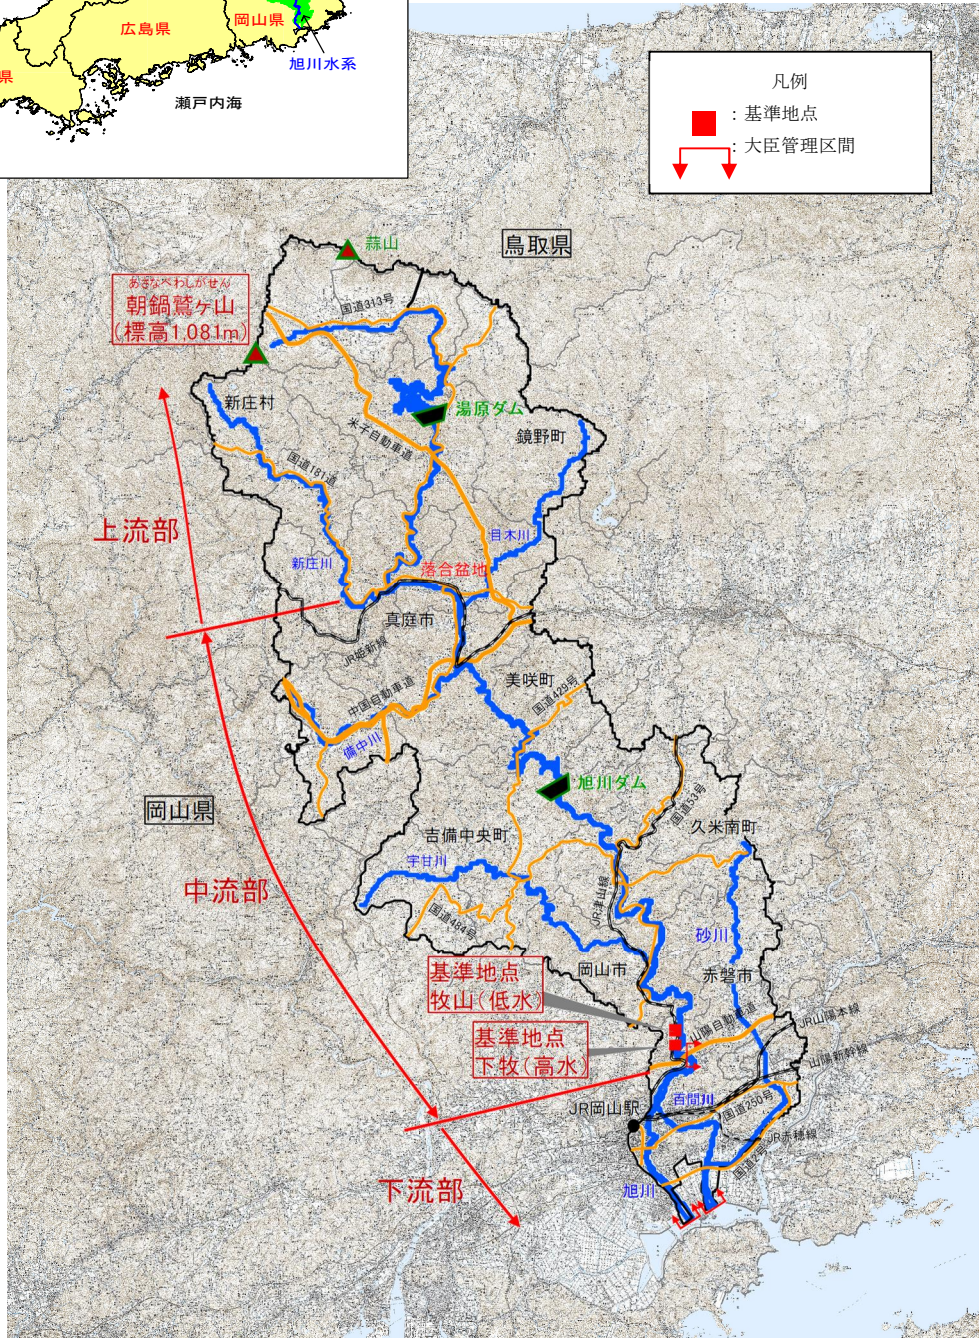 広島県
岡山県
県
旭川水系
瀬戸内海
凡例
：基準地点
：大臣管理区間
蒜山
鳥取県
あさなべわしがせん
朝鍋鷲ヶ山
(標高1,081m)
国道313号
新庄村
湯原ダム
米子自動車道
鏡野町
国道181道
上流部
目木川
新庄川
落合盆地
真庭市
JR姫新線
美咲町
中国自動車道
国道429号
備中川
旭川ダム
岡山県
国道53号
久米南町
吉備中央町
宇甘川
中流部
JR津山線
国道484号
砂川
岡山市
赤磐市
基準地点
牧山(低水)
山陽自動車道
JR山陽本線
基準地点
下牧(高水)
山陽新幹線
百間川
JR岡山駅
国道250号
JR赤穂線
国道2号
下流部
旭川